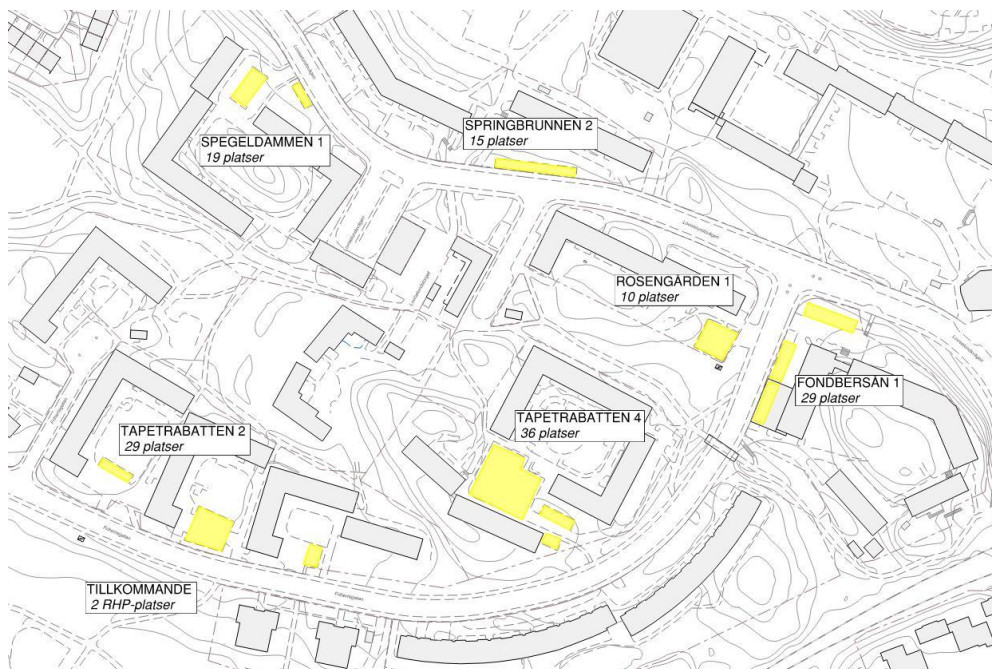 SPRINGBRUNNEN 2
15 platser
SPEGELDAMMEN 1
19 platser
ROSENGÅRDEN 1
10 platser
FONDBERSÅN 1
29 platser
TAPETRABATTEN 4
36 platser
TAPETRABATTEN 2
29 platser
TILLKOMMANDE
2 RHP-platser